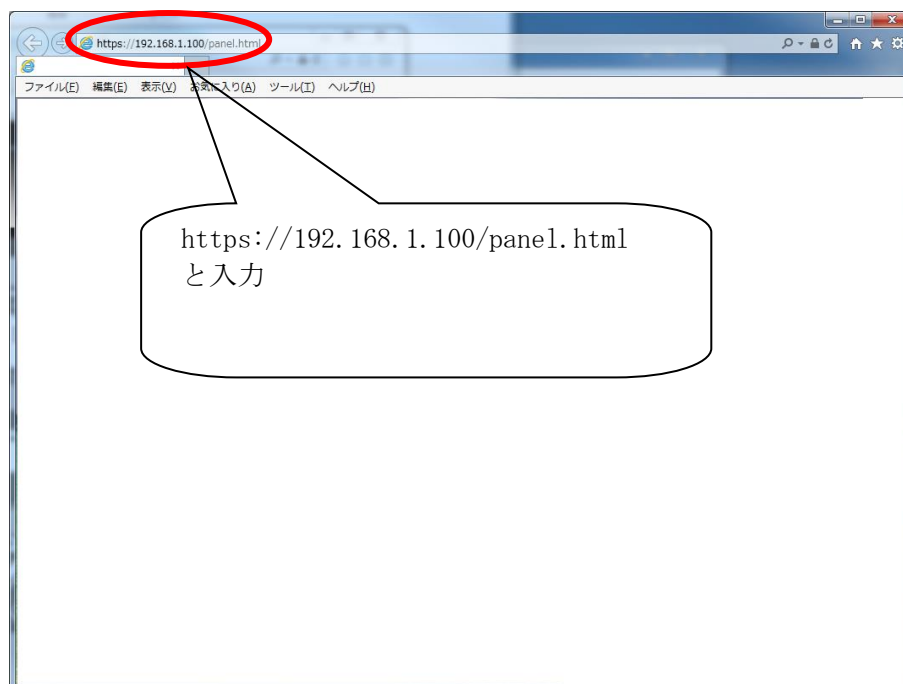 https://192.168.1.100/panel.html
ファイル(F) 編集(E) 表示(V) お気に入り(A) ツール(T) ヘルプ(H)
https://192.168.1.100/panel.html
と入力